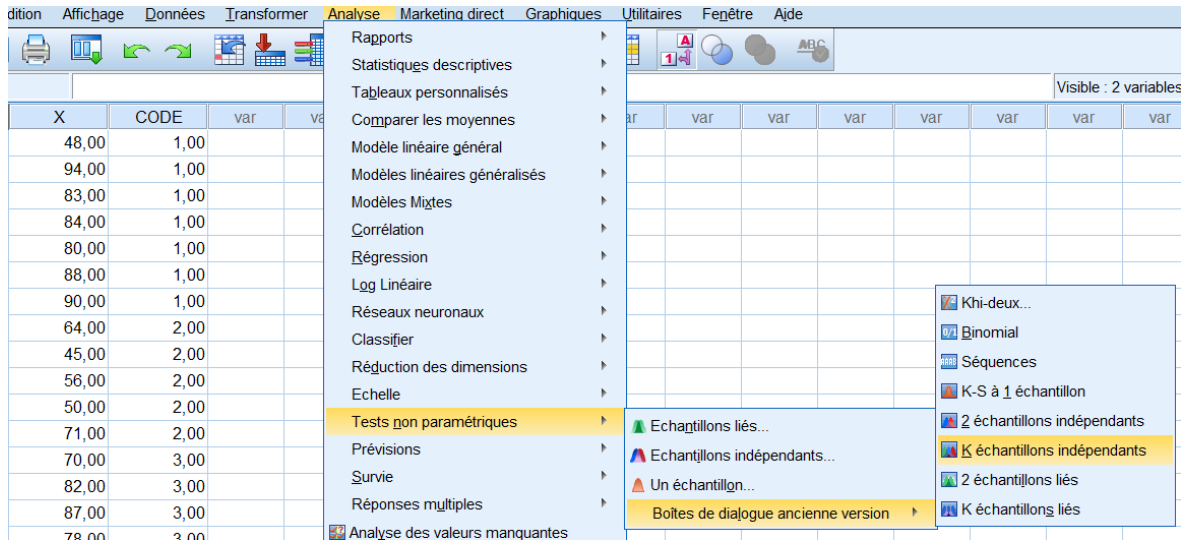 dition Affichage Données Transformer Analyse Marketing direct Graphiques Utilitaires Fenêtre Aide
Visible : 2 variables
X CODE var va ar var var var var var var var
48,00 1,00
94,00 1,00
83,00 1,00
84,00 1,00
80,00 1,00
88,00 1,00
90,00 1,00
64,00 2,00
45,00 2,00
56,00 2,00
50,00 2,00
71,00 2,00
70,00 3,00
82,00 3,00
87,00 3,00
78,00 3,00
Rapports
Statistiques descriptives
Tableaux personnalisés
Comparer les moyennes
Modèle linéaire général
Modèles linéaires généralisés
Modèles Mixtes
Corrélation
Régression
Log Linéaire
Réseaux neuronaux
Classifier
Réduction des dimensions
Echelle
Tests non paramétriques
Prévisions
Survie
Réponses multiples
Analyse des valeurs manquantes
Echantillons liés...
Echantillons indépendants...
Un échantillon...
Boîtes de dialogue ancienne version
Khi-deux...
Binomial
Séquences
K-S à 1 échantillon
2 échantillons indépendants
K échantillons indépendants
2 échantillons liés
K échantillons liés